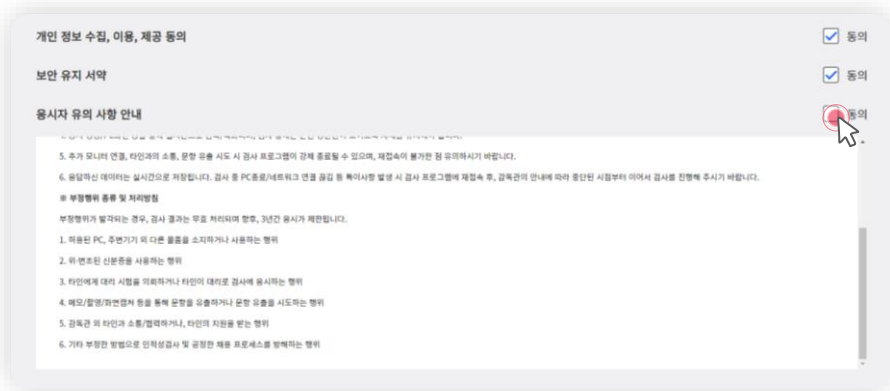 개인 정보 수집, 이용, 제공 동의
동의
보안 유지 서약
동의
응시자 유의 사항 안내
동의
5. 추가 모니터 연결, 타인과의 소통, 문항 유출 시도 시 검사 프로그램이 강제 종료될 수 있으며, 재접속이 불가한 점 유의하시기 바랍니다.
6. 응답하신 데이터는 실시간으로 저장됩니다. 검사 중 PC종료/네트워크 연결 끊김 등 특이사항 발생 시 검사 프로그램에 재접속 후, 감독관의 안내에 따라 중단된 시점부터 이어서 검사를 진행해 주시기 바랍니다.
※ 부정행위 종류 및 처리방침
부정행위가 발각되는 경우, 검사 결과는 무효 처리되며 향후, 3년간 응시가 제한됩니다.
1. 허용된 PC, 주변기기 외 다른 물품을 소지하거나 사용하는 행위
2. 위·변조된 신분증을 사용하는 행위
3. 타인에게 대리 시험을 의뢰하거나 타인이 대리로 검사에 응시하는 행위
4. 메모/촬영/화면캡처 등을 통해 문항을 유출하거나 문항 유출을 시도하는 행위
5. 감독관 외 타인과 소통/협력하거나, 타인의 지원을 받는 행위
6. 기타 부정한 방법으로 인적성검사 및 공정한 채용 프로세스를 방해하는 행위